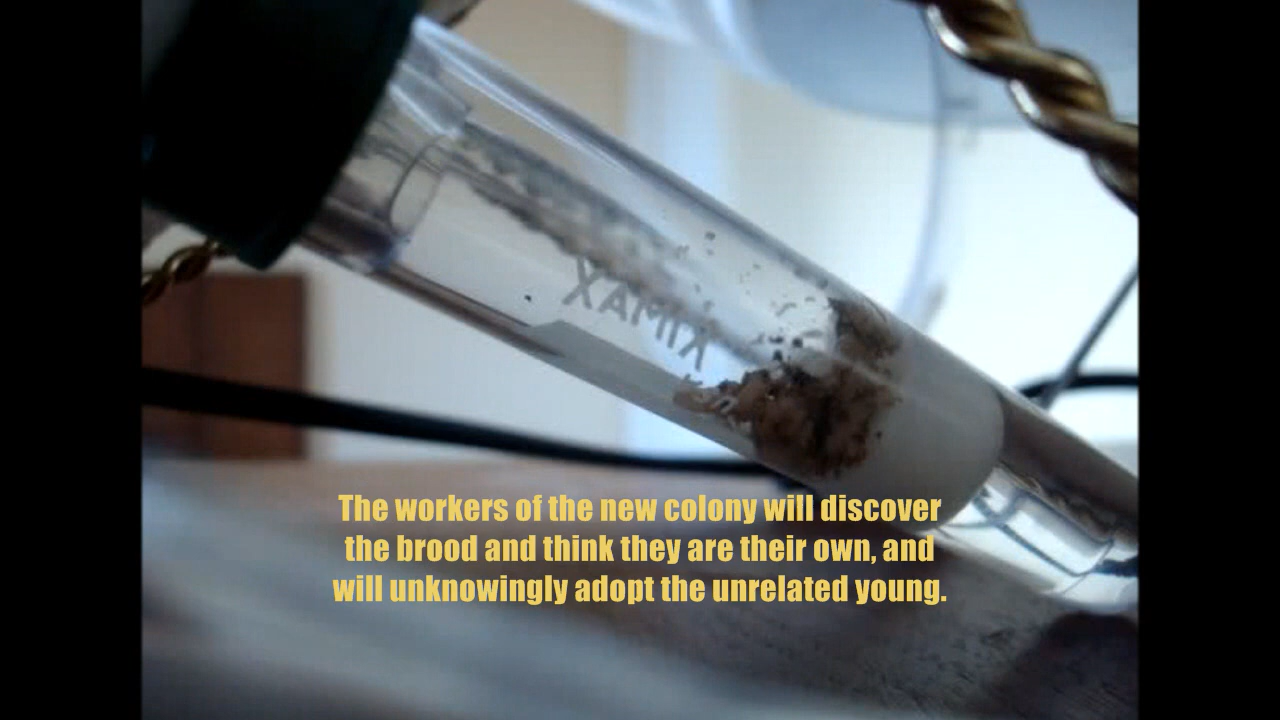 KIMAX
The workers of the new colony will discover
the brood and think they are their own, and
will unknowingly adopt the unrelated young.